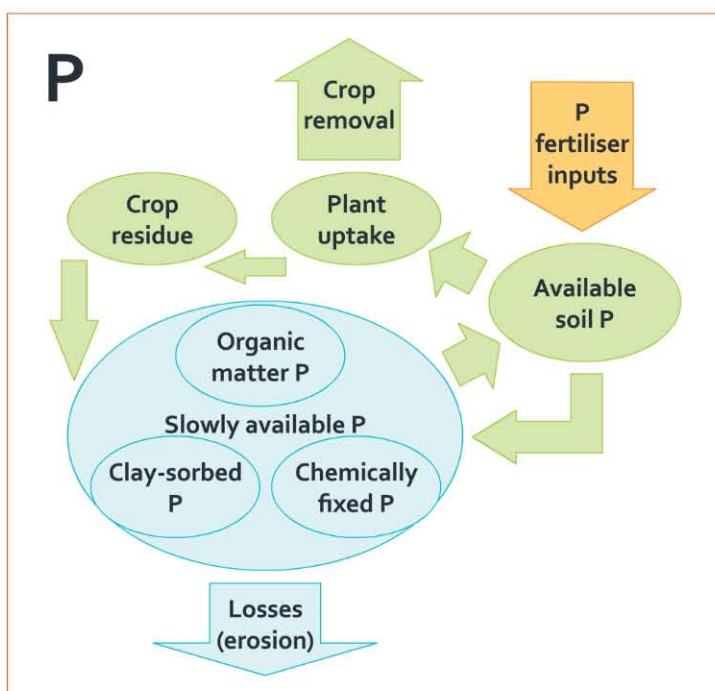 P
Crop
removal
P
fertiliser
inputs
Crop
residue
Plant
uptake
Available
soil P
Organic
matter P
Slowly available P
Clay-sorbed
P
Chemically
fixed P
Losses
(erosion)